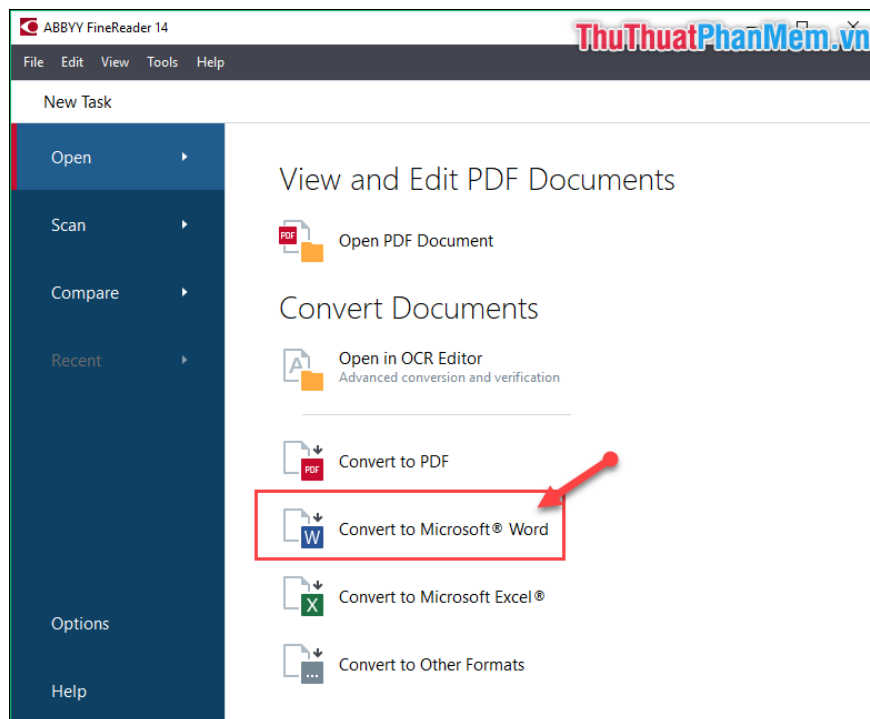 ABBYY FineReader 14
ThuThuatPhanMem.vn
File Edit View Tools Help
New Task
Open
Scan
Compare
Recent
Options
Help
View and Edit PDF Documents
PDF
Open PDF Document
Convert Documents
A
Open in OCR Editor
Advanced conversion and verification
PDF
Convert to PDF
W
Convert to Microsoft® Word
X
Convert to Microsoft Excel®
...
Convert to Other Formats